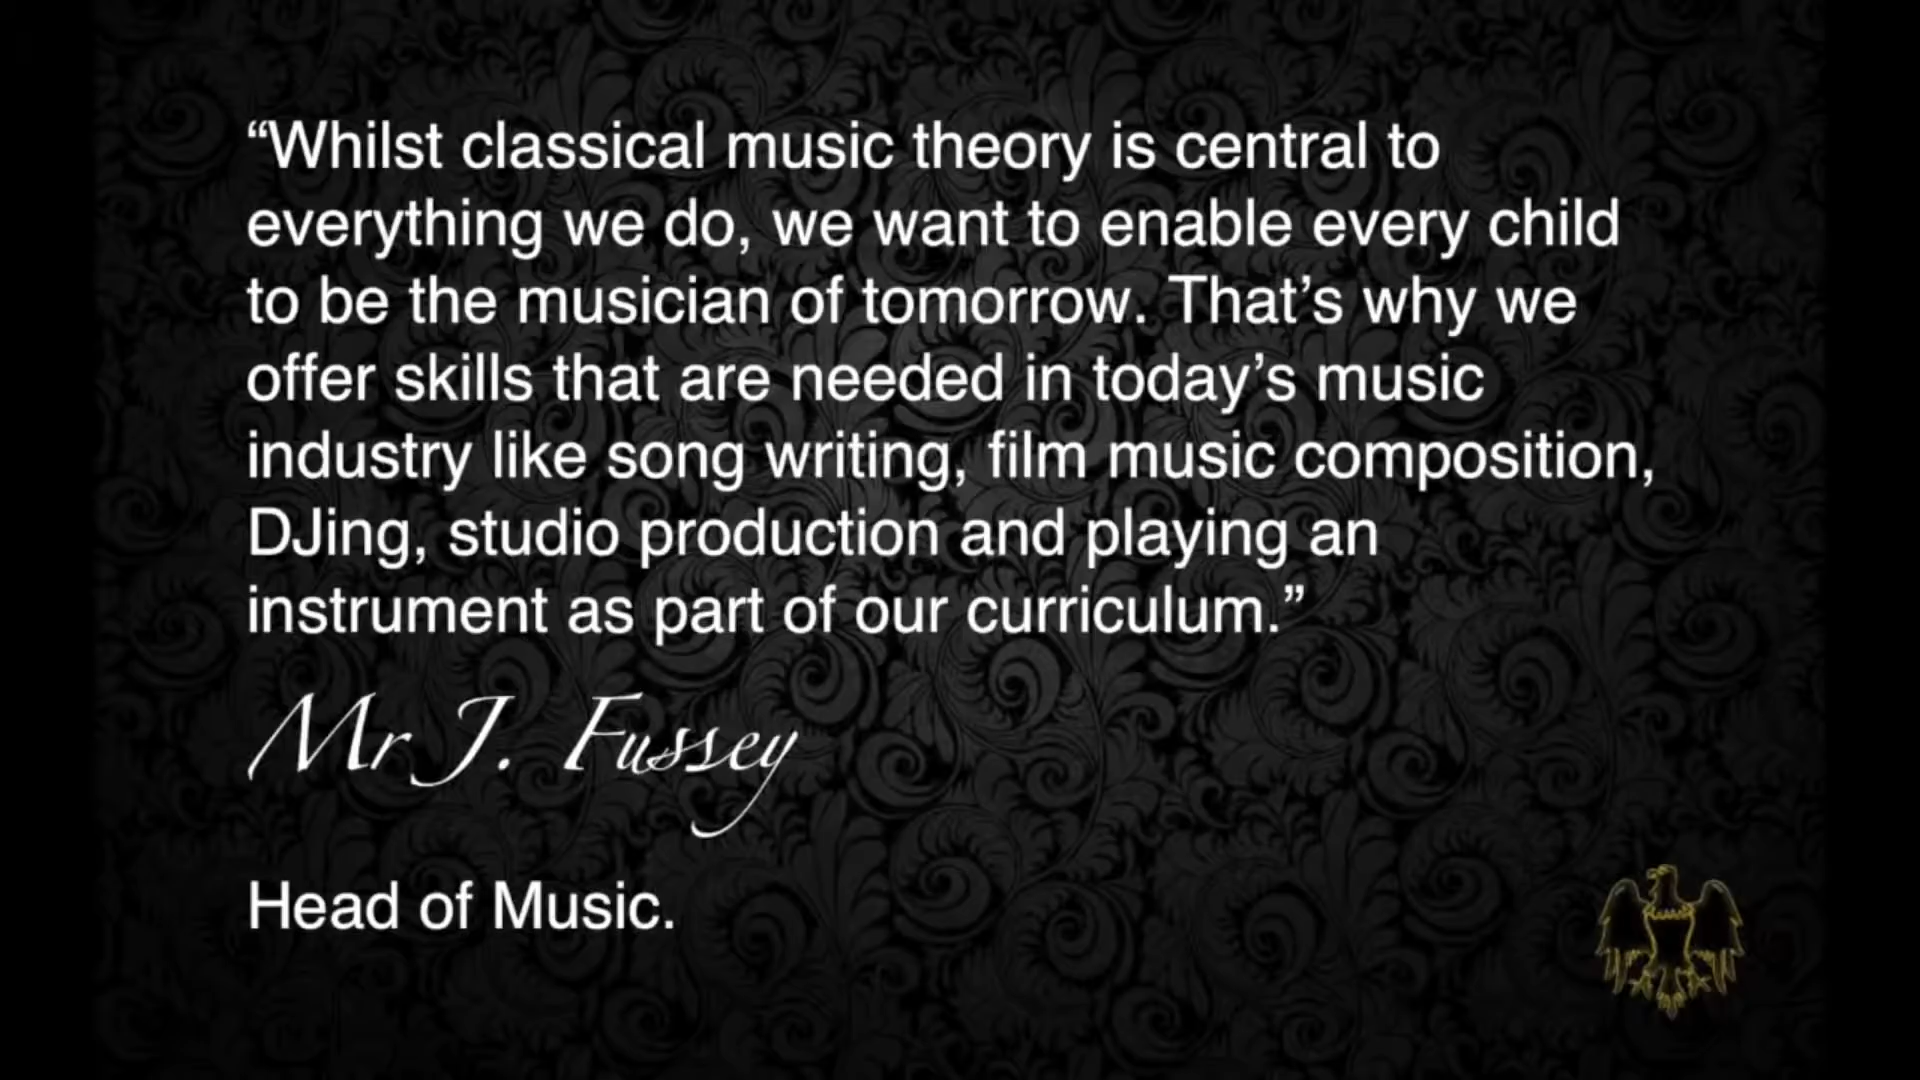 “Whilst classical music theory is central to
everything we do, we want to enable every child
to be the musician of tomorrow. That’s why we
offer skills that are needed in today’s music
industry like song writing, film music composition,
DJing, studio production and playing an
instrument as part of our curriculum.”
Mr J. Fussey
Head of Music.